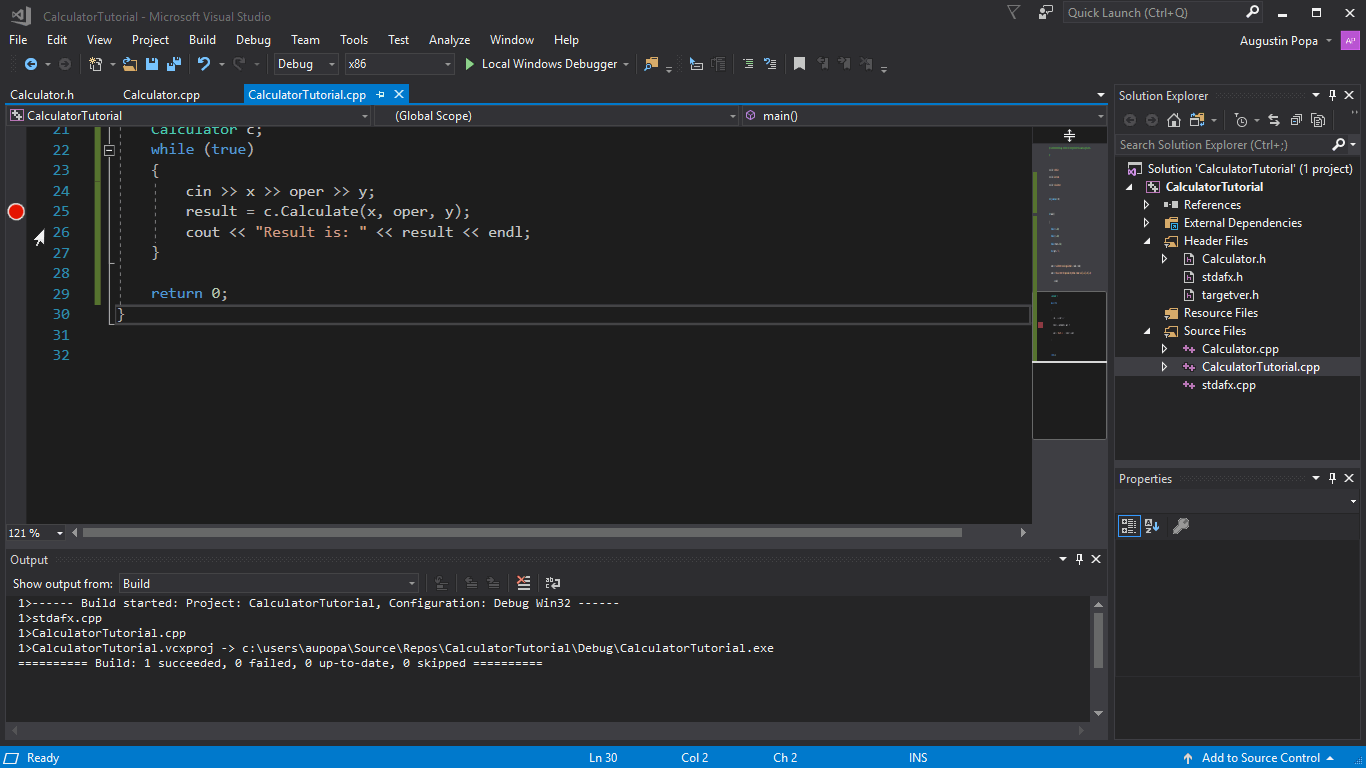 CalculatorTutorial - Microsoft Visual Studio
Quick Launch (Ctrl+Q)
File Edit View Project Build Debug Team Tools Test Analyze Window Help
Augustin Popa AP
Debug x86 Local Windows Debugger
Calculator.h Calculator.cpp CalculatorTutorial.cpp
CalculatorTutorial (Global Scope) main()
21 Calculator c;
22 while (true)
23 {
24 cin >> x >> oper >> y;
25 result = c.Calculate(x, oper, y);
26 cout << "Result is: " << result << endl;
27 }
28
29 return 0;
30 }
31
32
121 %
Solution Explorer
Search Solution Explorer (Ctrl+;)
Solution 'CalculatorTutorial' (1 project)
CalculatorTutorial
References
External Dependencies
Header Files
Calculator.h
stdafx.h
targetver.h
Resource Files
Source Files
Calculator.cpp
CalculatorTutorial.cpp
stdafx.cpp
Properties
Output
Show output from: Build
1>------ Build started: Project: CalculatorTutorial, Configuration: Debug Win32 ------
1>stdafx.cpp
1>CalculatorTutorial.cpp
1>CalculatorTutorial.vcxproj -> c:\users\aupopa\Source\Repos\CalculatorTutorial\Debug\CalculatorTutorial.exe
========== Build: 1 succeeded, 0 failed, 0 up-to-date, 0 skipped ==========
Ready Ln 30 Col 2 Ch 2 INS Add to Source Control